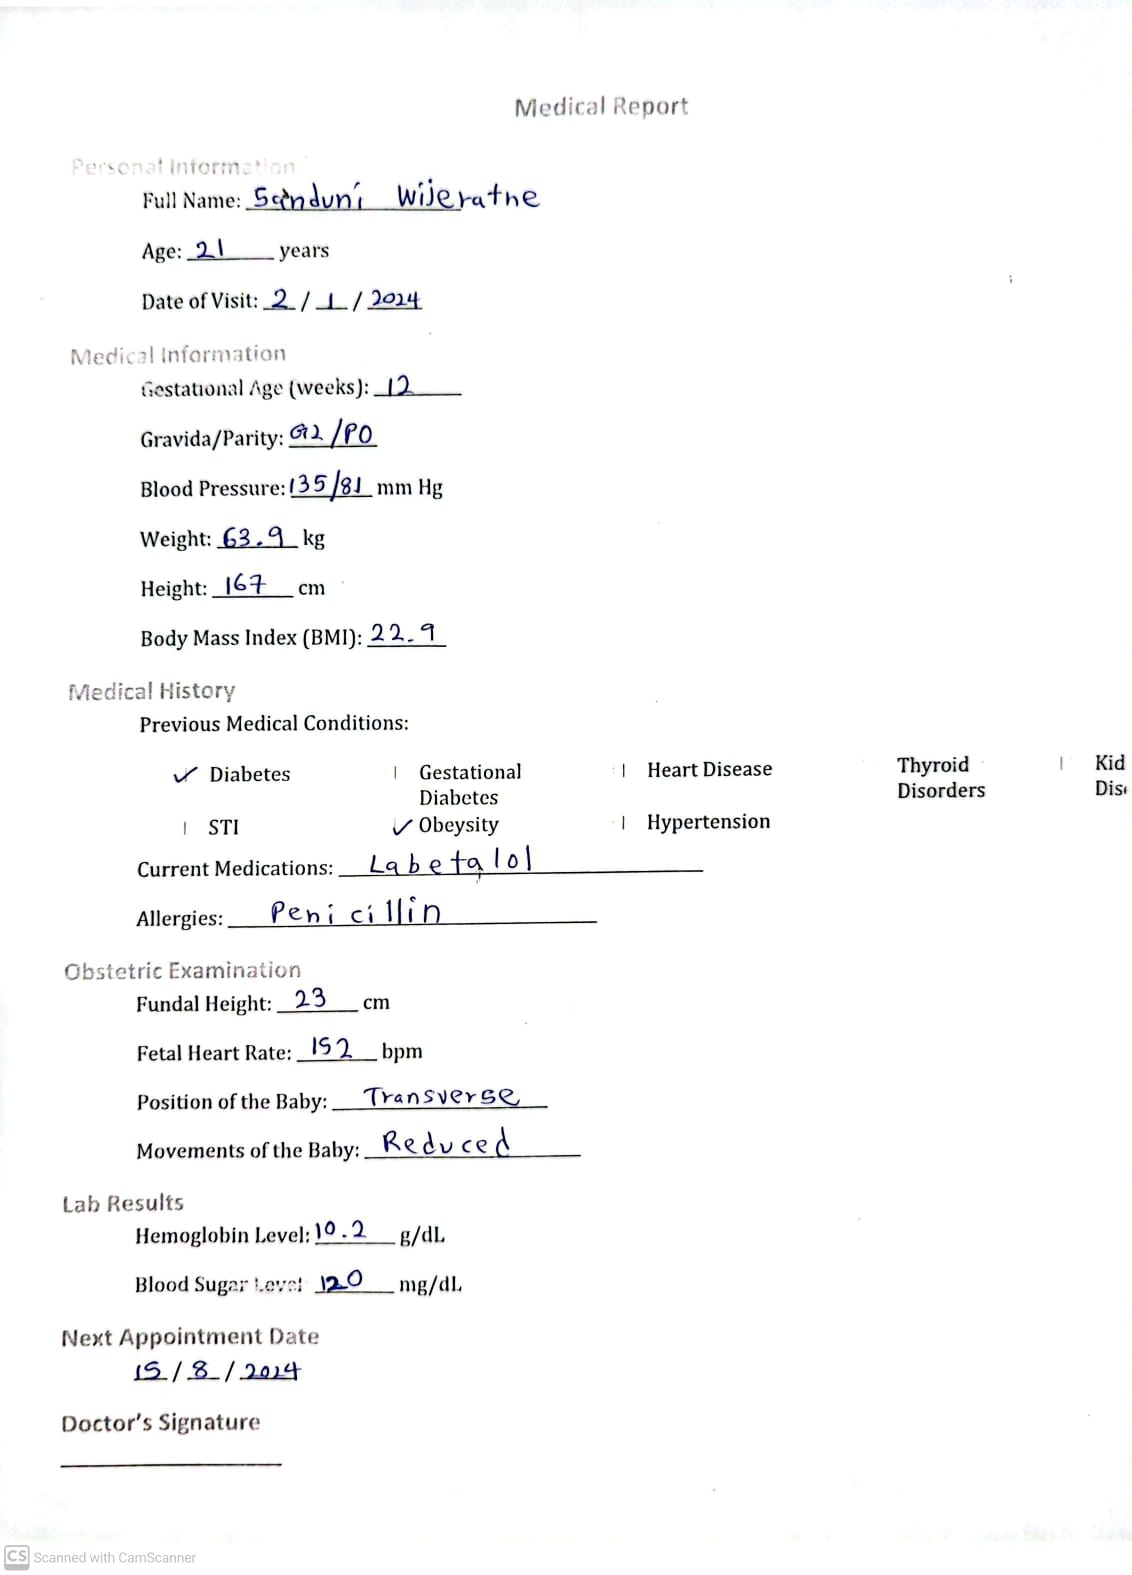 Medical Report
Personal Information
Full Name: Sanduni Wijerathe
Age: 21 years
Date of Visit: 2 / 1 / 2024
Medical Information
Gestational Age (weeks): 12
Gravida/Parity: G2/P0
Blood Pressure: 135/81 mm Hg
Weight: 63.9 kg
Height: 167 cm
Body Mass Index (BMI): 22.9
Medical History
Previous Medical Conditions:
✓ Diabetes | Gestational Diabetes | Heart Disease Thyroid Disorders | Kid Dis
| STI ✓ Obeysity | Hypertension
Current Medications: Labetalol
Allergies: Penicillin
Obstetric Examination
Fundal Height: 23 cm
Fetal Heart Rate: 152 bpm
Position of the Baby: Transverse
Movements of the Baby: Reduced
Lab Results
Hemoglobin Level: 10.2 g/dL
Blood Sugar Level 120 mg/dL
Next Appointment Date
15 / 8 / 2024
Doctor's Signature
CS Scanned with CamScanner